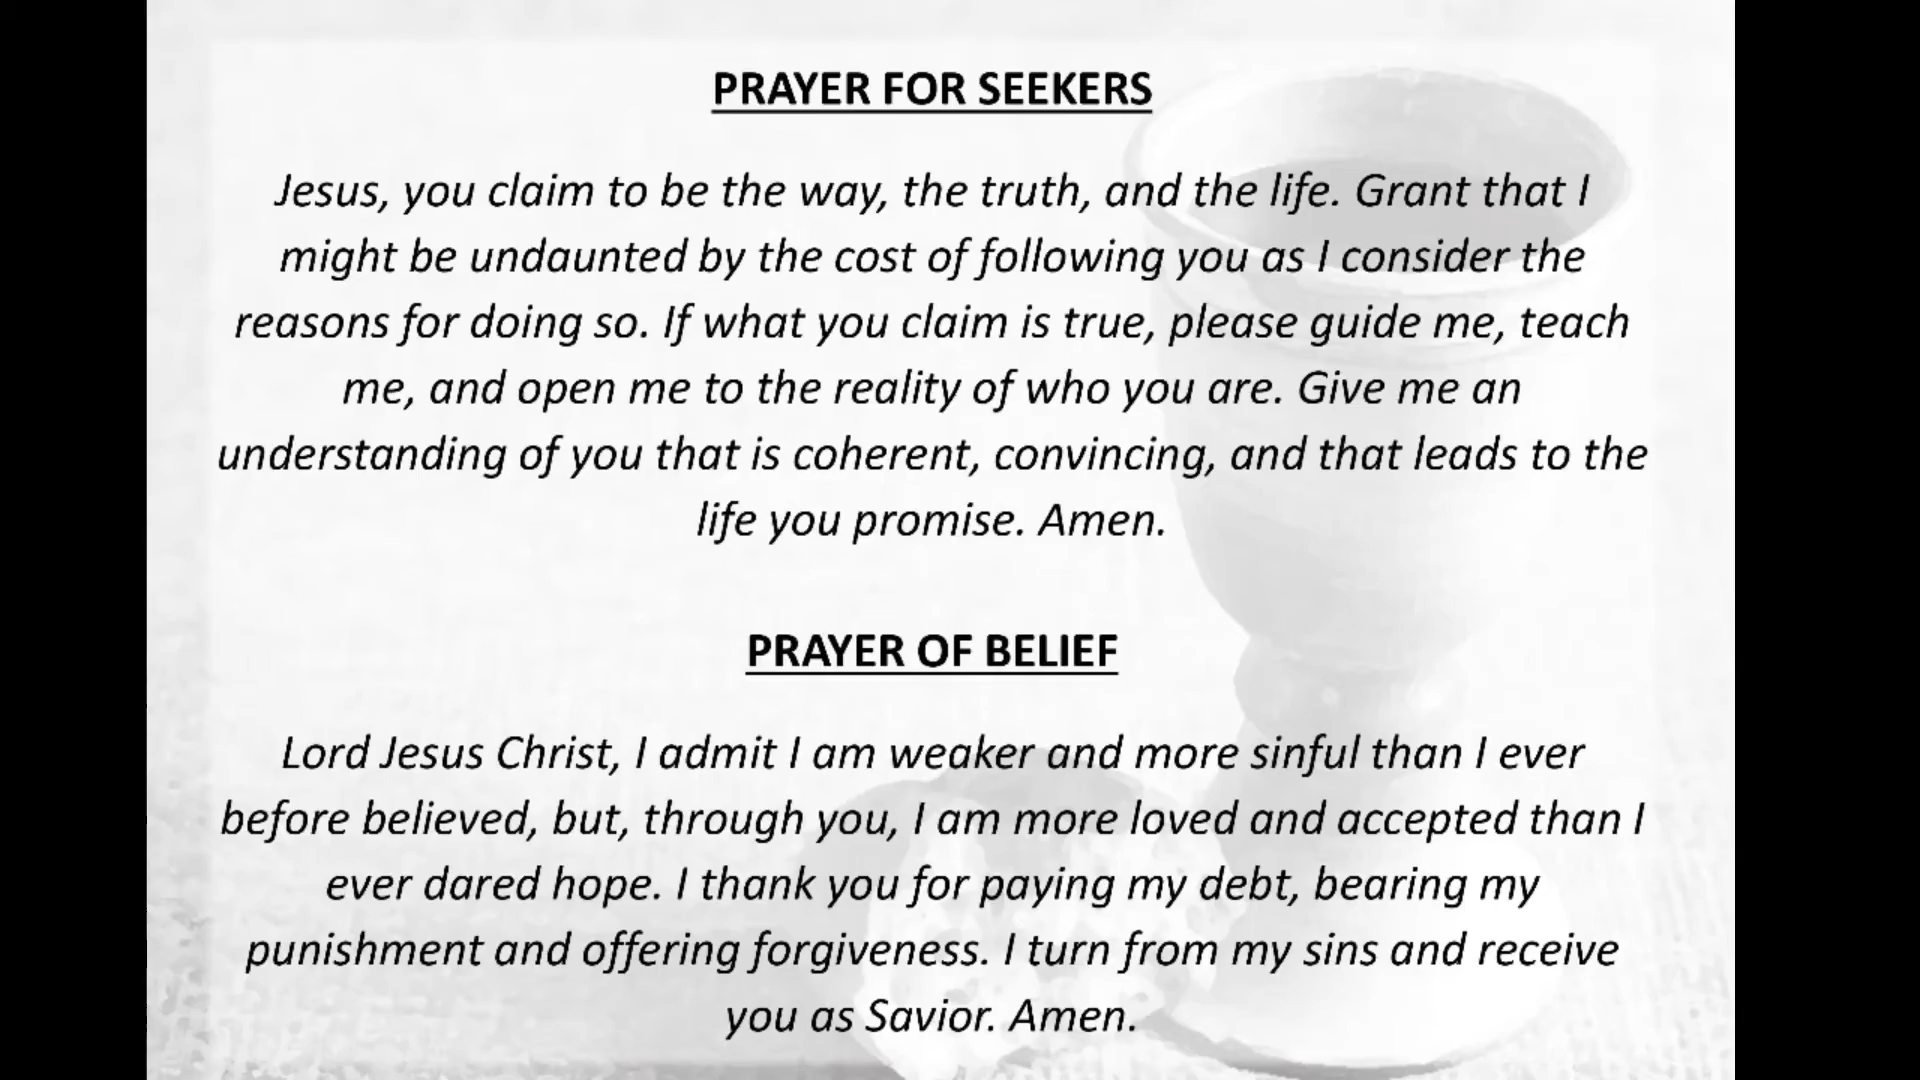 PRAYER FOR SEEKERS
Jesus, you claim to be the way, the truth, and the life. Grant that I
might be undaunted by the cost of following you as I consider the
reasons for doing so. If what you claim is true, please guide me, teach
me, and open me to the reality of who you are. Give me an
understanding of you that is coherent, convincing, and that leads to the
life you promise. Amen.
PRAYER OF BELIEF
Lord Jesus Christ, I admit I am weaker and more sinful than I ever
before believed, but, through you, I am more loved and accepted than I
ever dared hope. I thank you for paying my debt, bearing my
punishment and offering forgiveness. I turn from my sins and receive
you as Savior. Amen.